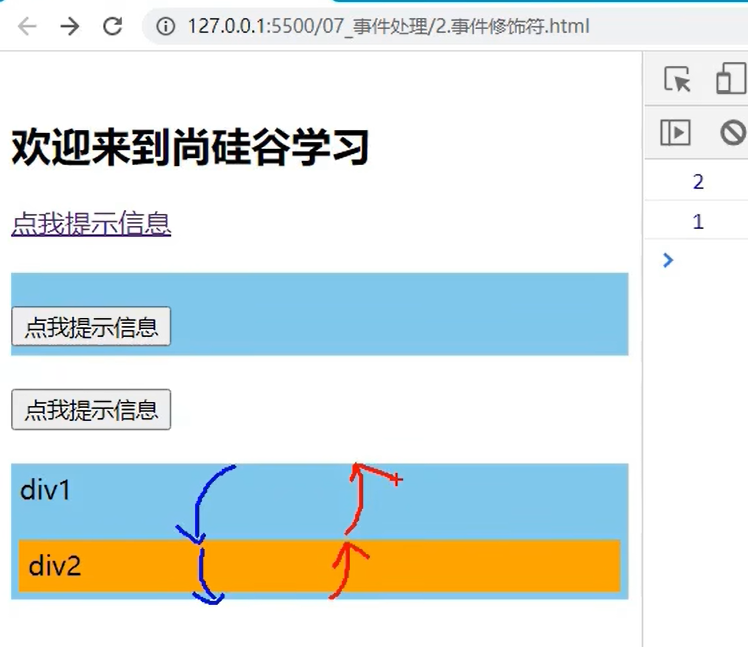 127.0.0.1:5500/07_事件处理/2.事件修饰符.html
欢迎来到尚硅谷学习
点我提示信息
点我提示信息
点我提示信息
div1
div2
2
1